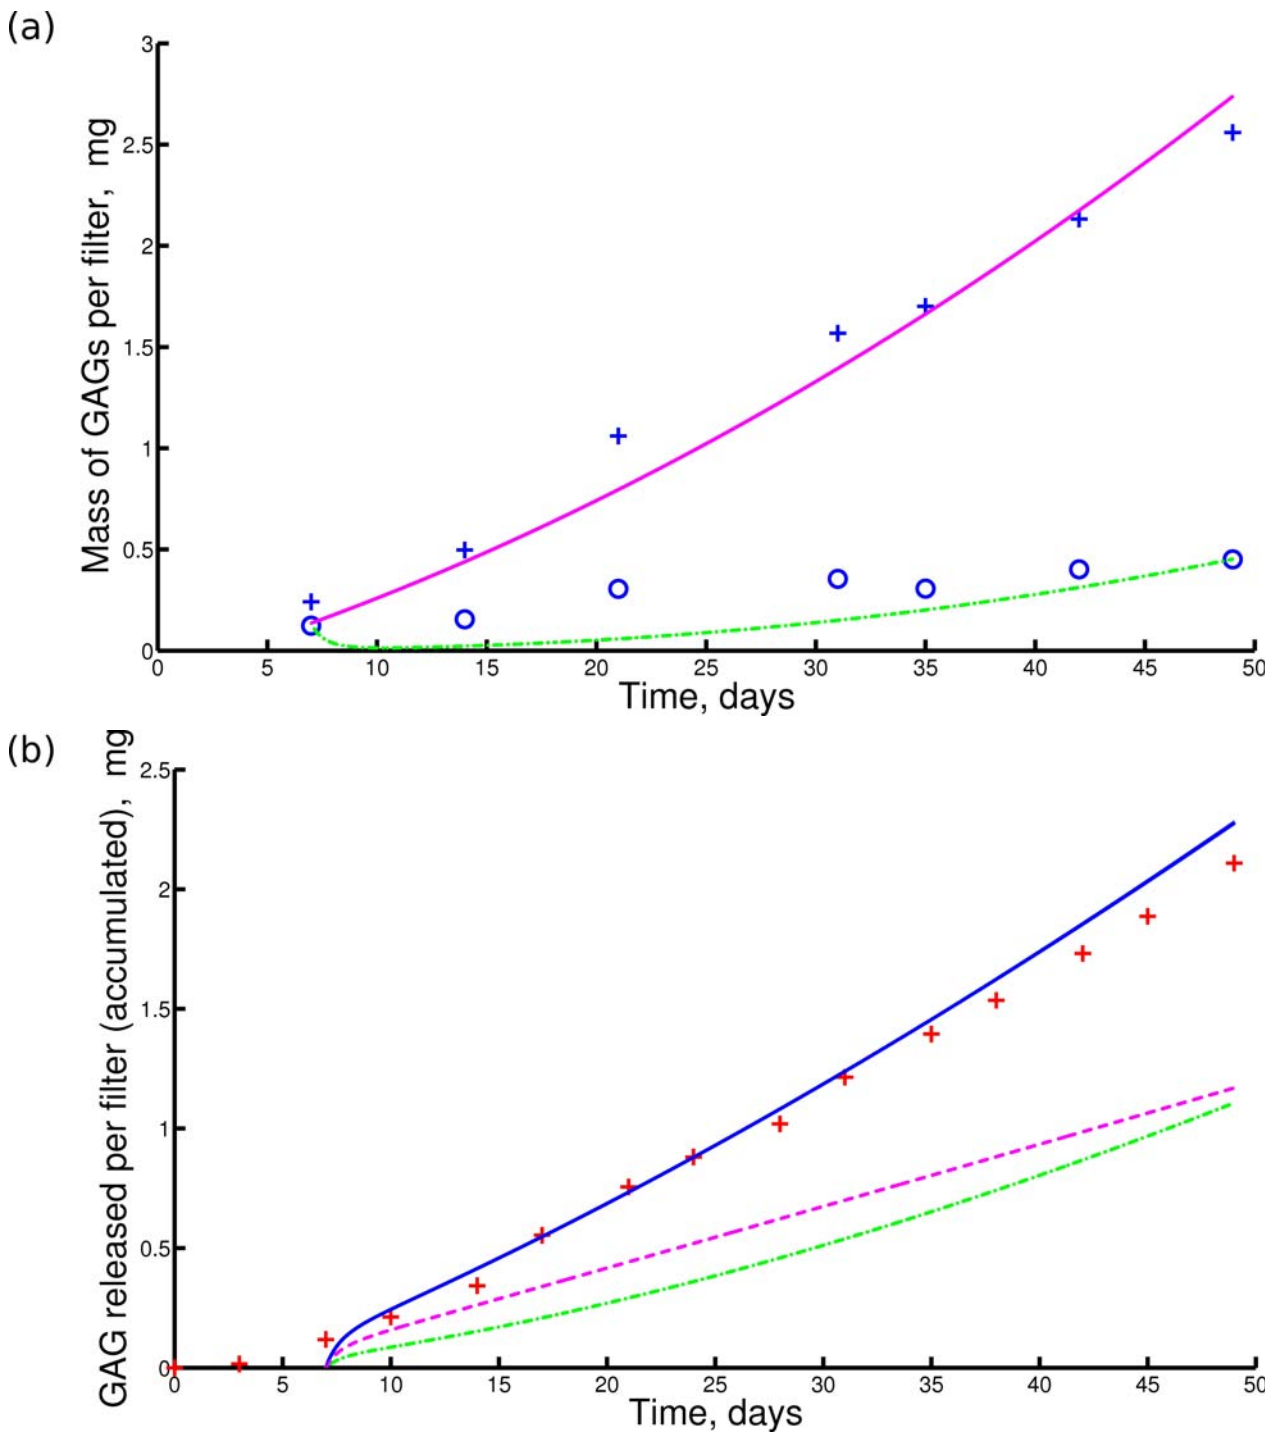 (a)
Mass of GAGs per filter, mg
3
2.5
2
1.5
1
0.5
0
0 5 10 15 20 25 30 35 40 45 50
Time, days
(b)
GAG released per filter (accumulated), mg
2.5
2
1.5
1
0.5
0
0 5 10 15 20 25 30 35 40 45 50
Time, days